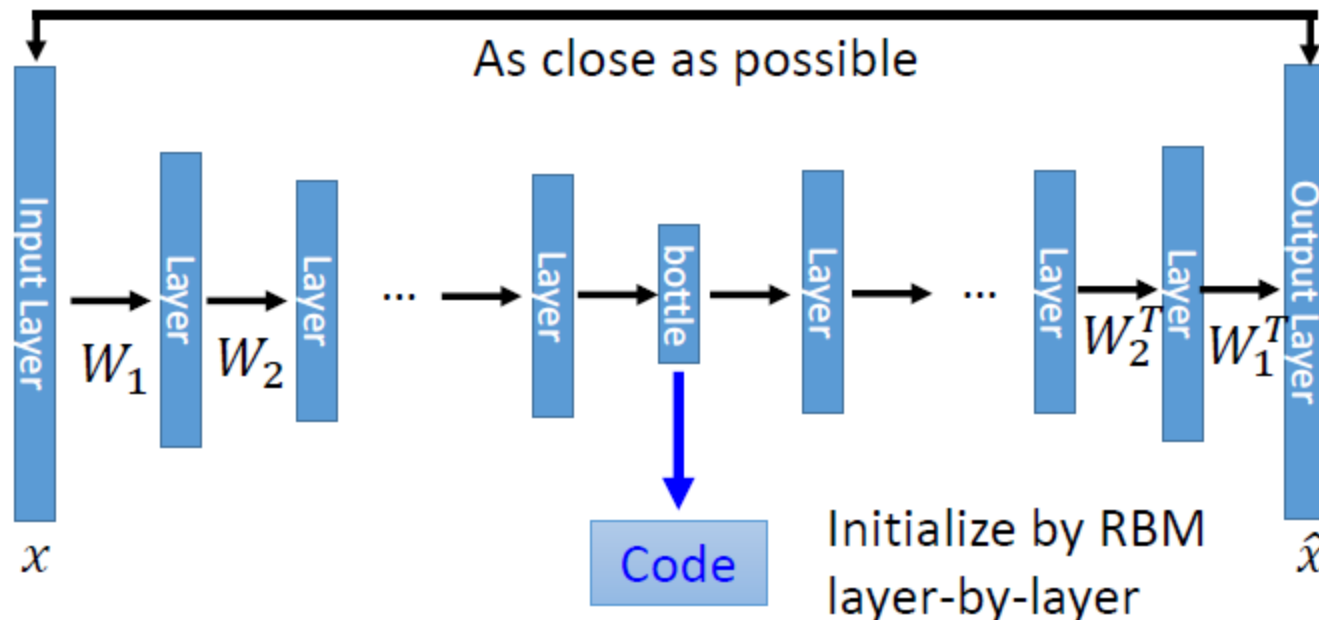 As close as possible
Input Layer
Layer
Layer
...
Layer
bottle
Layer
...
Layer
Layer
Output Layer
W₁
W₂
W₂ᵀ
W₁ᵀ
x
Code
Initialize by RBM
layer-by-layer
x̂